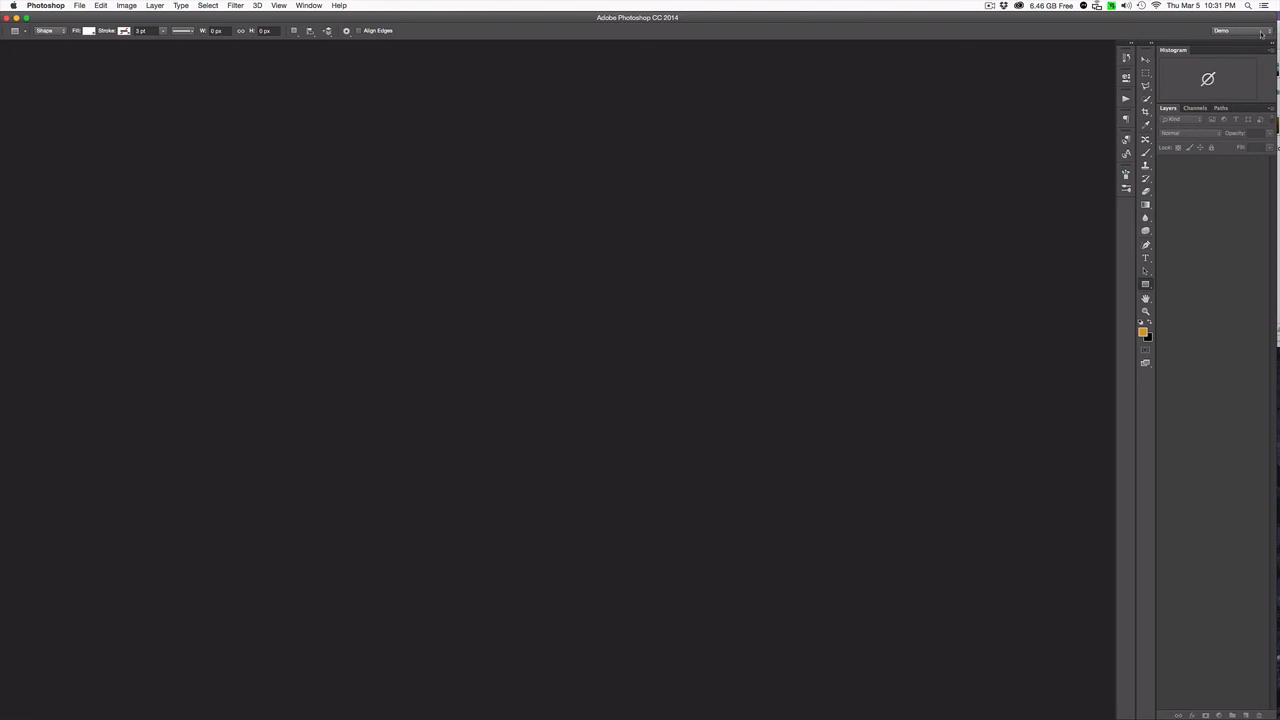 Photoshop File Edit Image Layer Type Select Filter 3D View Window Help 6.46 GB Free Thu Mar 5 10:31 PM
Adobe Photoshop CC 2014
Shape Fill: Stroke: 3 pt W: 0 px H: 0 px Align Edges Demo
Histogram
Layers Channels Paths
Kind
Normal Opacity:
Lock: Fill: